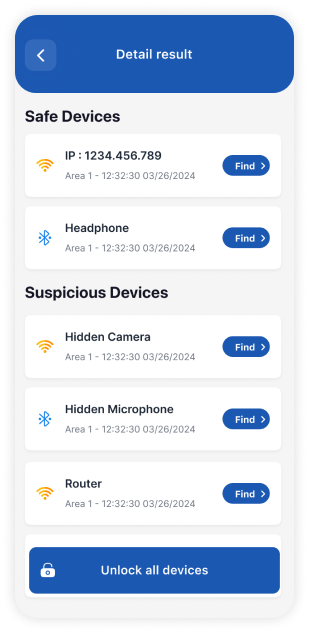 Detail result
Safe Devices
IP : 1234.456.789
Area 1 - 12:32:30 03/26/2024
Find
Headphone
Area 1 - 12:32:30 03/26/2024
Find
Suspicious Devices
Hidden Camera
Area 1 - 12:32:30 03/26/2024
Find
Hidden Microphone
Area 1 - 12:32:30 03/26/2024
Find
Router
Area 1 - 12:32:30 03/26/2024
Find
Unlock all devices